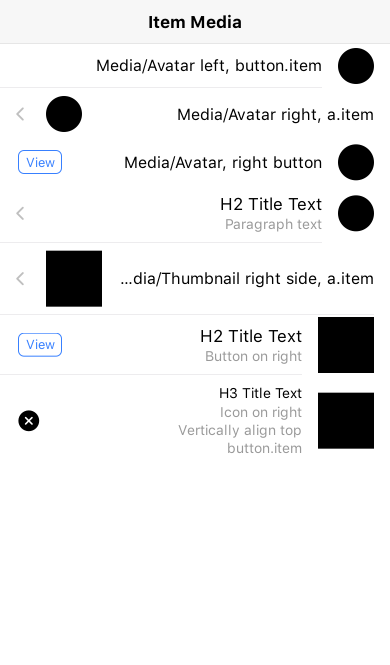 Item Media
Media/Avatar left, button.item
Media/Avatar right, a.item
Media/Avatar, right button
View
H2 Title Text
Paragraph text
...dia/Thumbnail right side, a.item
H2 Title Text
Button on right
View
H3 Title Text
Icon on right
Vertically align top
button.item